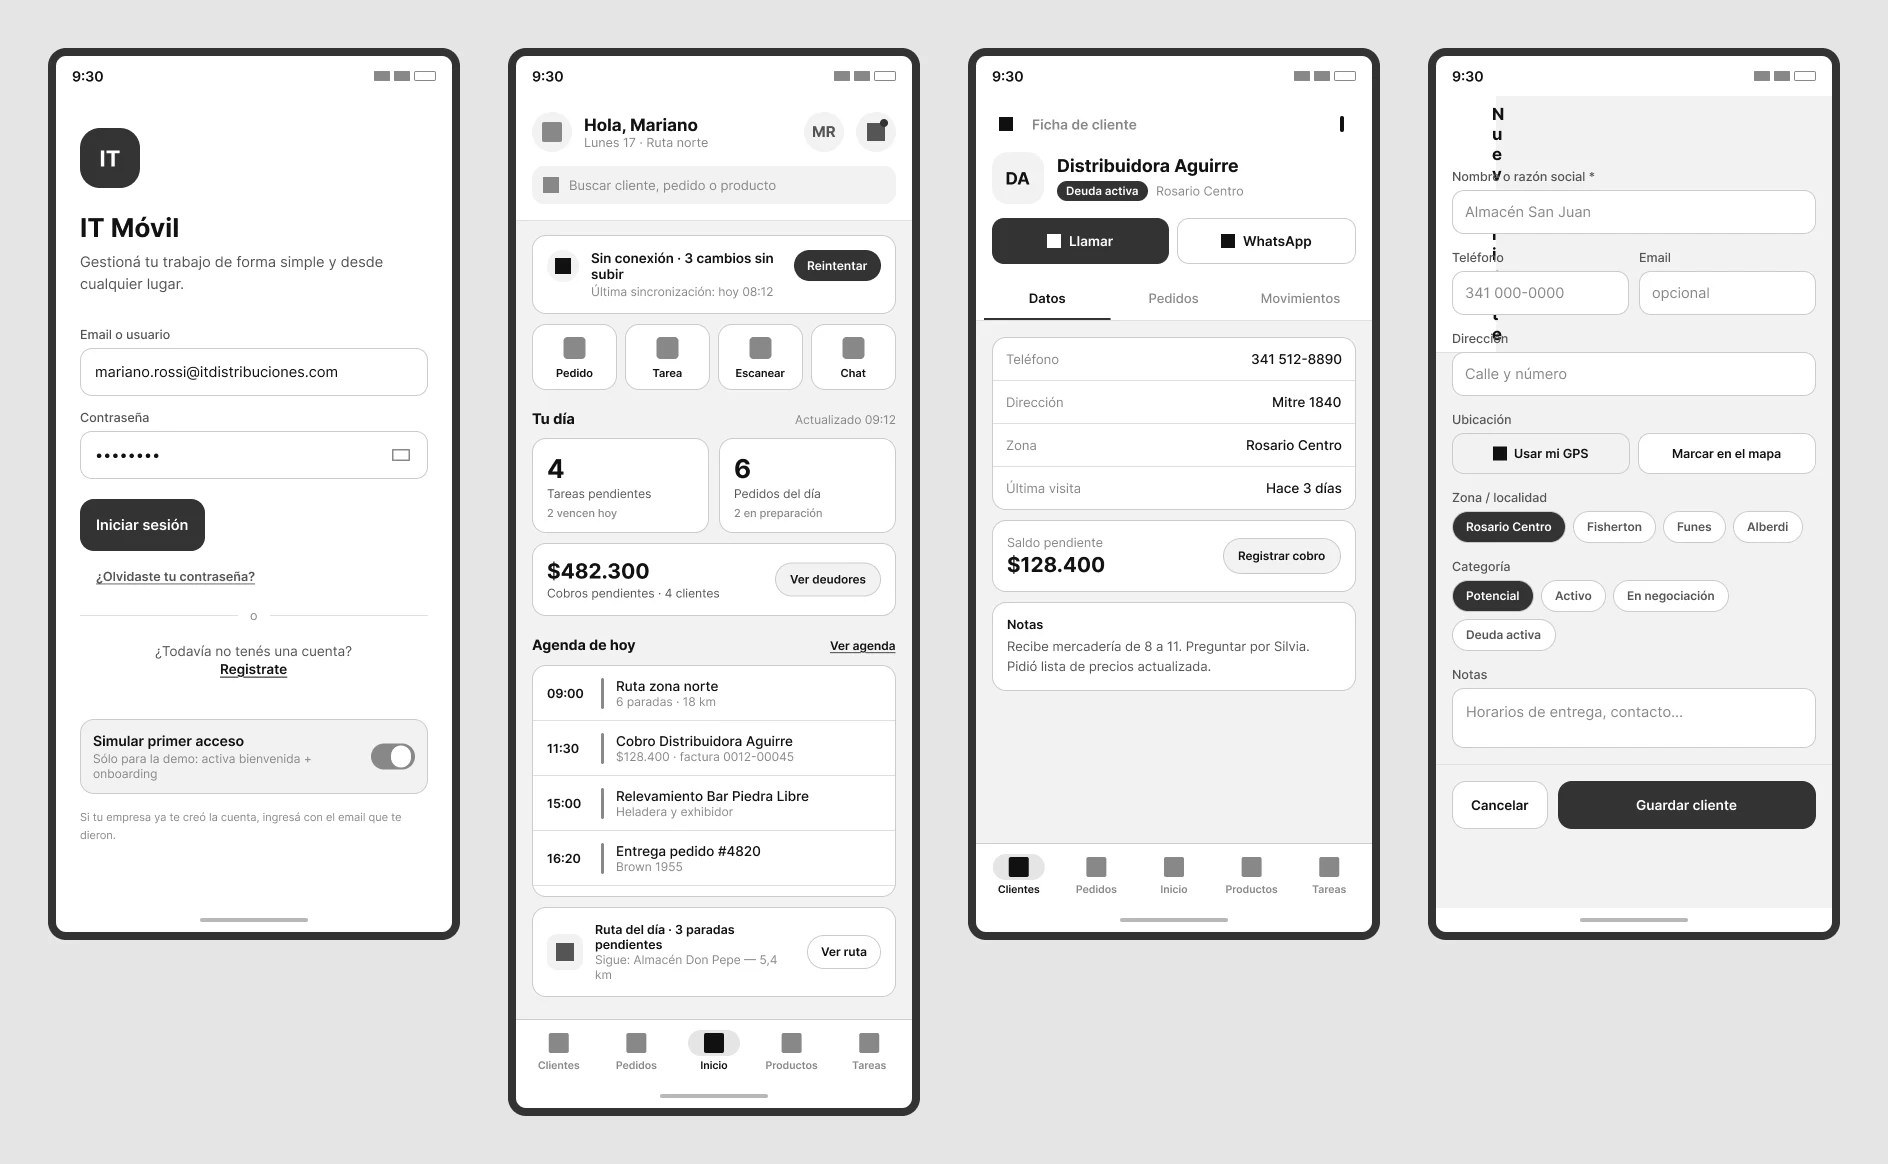 9:30
IT
IT Móvil
Gestioná tu trabajo de forma simple y desde
cualquier lugar.
Email o usuario
mariano.rossi@itdistribuciones.com
Contraseña
••••••••
Iniciar sesión
¿Olvidaste tu contraseña?
o
¿Todavía no tenés una cuenta?
Registrate
Simular primer acceso
Sólo para la demo: activa bienvenida +
onboarding
Si tu empresa ya te creó la cuenta, ingresá con el email que te
dieron.
9:30
Hola, Mariano
Lunes 17 · Ruta norte
MR
Buscar cliente, pedido o producto
Sin conexión · 3 cambios sin
subir
Última sincronización: hoy 08:12
Reintentar
Pedido
Tarea
Escanear
Chat
Tu día
Actualizado 09:12
4
Tareas pendientes
2 vencen hoy
6
Pedidos del día
2 en preparación
$482.300
Cobros pendientes · 4 clientes
Ver deudores
Agenda de hoy
Ver agenda
09:00
Ruta zona norte
6 paradas · 18 km
11:30
Cobro Distribuidora Aguirre
$128.400 · factura 0012-00045
15:00
Relevamiento Bar Piedra Libre
Heladera y exhibidor
16:20
Entrega pedido #4820
Brown 1955
Ruta del día · 3 paradas
pendientes
Sigue: Almacén Don Pepe — 5,4
km
Ver ruta
Clientes
Pedidos
Inicio
Productos
Tareas
9:30
Ficha de cliente
DA
Distribuidora Aguirre
Deuda activa
Rosario Centro
Llamar
WhatsApp
Datos
Pedidos
Movimientos
Teléfono
341 512-8890
Dirección
Mitre 1840
Zona
Rosario Centro
Última visita
Hace 3 días
Saldo pendiente
$128.400
Registrar cobro
Notas
Recibe mercadería de 8 a 11. Preguntar por Silvia.
Pidió lista de precios actualizada.
Clientes
Pedidos
Inicio
Productos
Tareas
9:30
N
u
e
v
i
t
e
Nombre o razón social *
Almacén San Juan
Teléfono
341 000-0000
Email
opcional
Dirección
Calle y número
Ubicación
Usar mi GPS
Marcar en el mapa
Zona / localidad
Rosario Centro
Fisherton
Funes
Alberdi
Categoría
Potencial
Activo
En negociación
Deuda activa
Notas
Horarios de entrega, contacto...
Cancelar
Guardar cliente